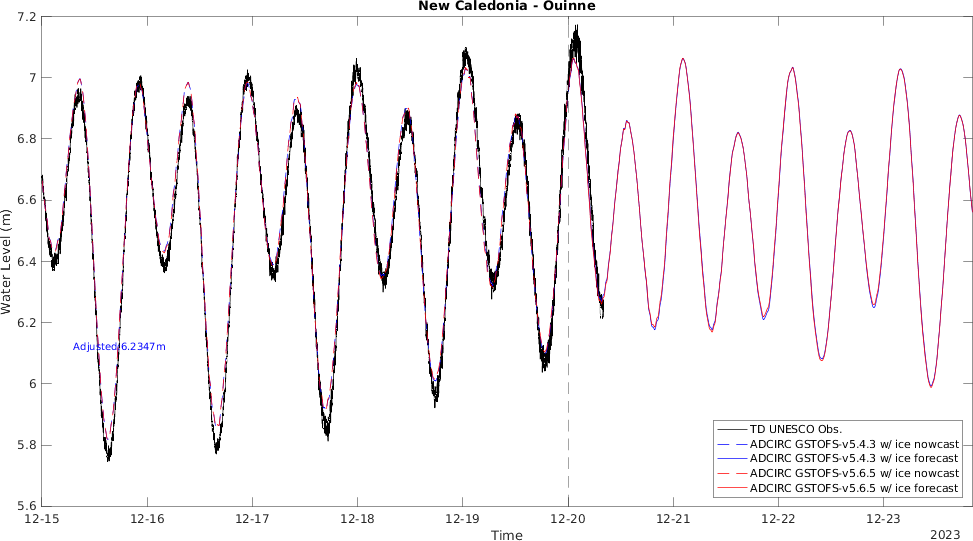 New Caledonia - Ouinne
7.2
7
6.8
6.6
6.4
6.2
6
5.8
5.6
Water Level (m)
Adjusted 6.2347m
TD UNESCO Obs.
ADCIRC GSTOFS-v5.4.3 w/ ice nowcast
ADCIRC GSTOFS-v5.4.3 w/ ice forecast
ADCIRC GSTOFS-v5.6.5 w/ ice nowcast
ADCIRC GSTOFS-v5.6.5 w/ ice forecast
12-15 12-16 12-17 12-18 12-19 12-20 12-21 12-22 12-23
Time
2023